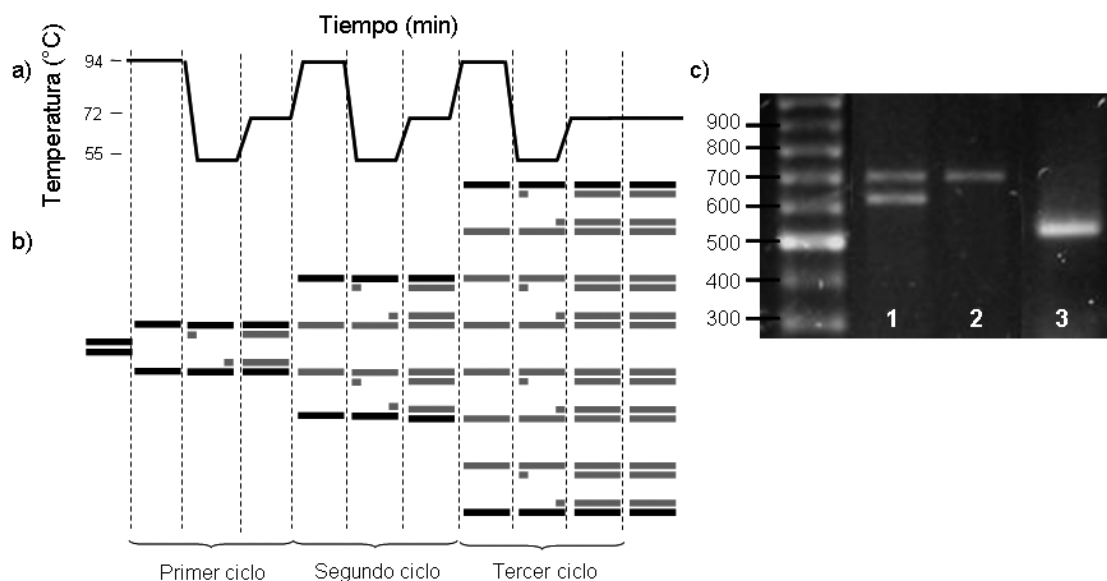 Tiempo (min)
a)
Temperatura (°C)
94
72
55
b)
Primer ciclo
Segundo ciclo
Tercer ciclo
c)
900
800
700
600
500
400
300
1 2 3